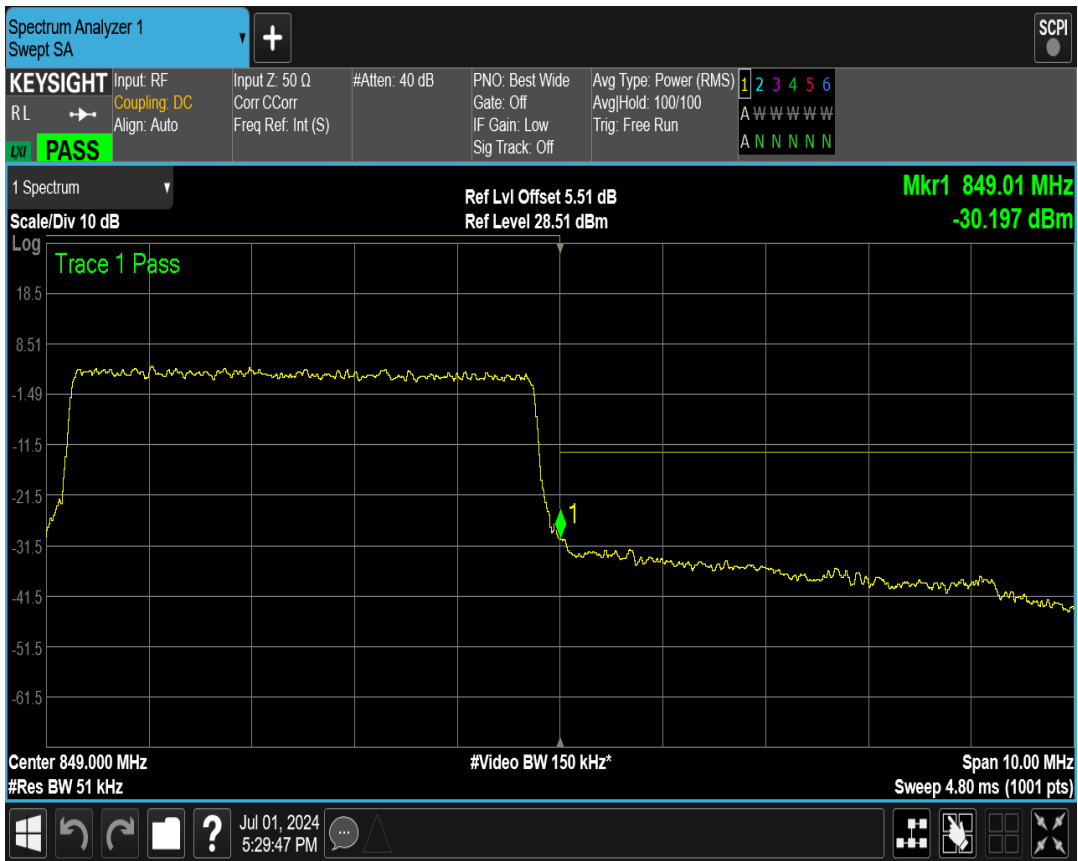 Spectrum Analyzer 1
Swept SA
+
SCPI
KEYSIGHT
RL
LXI PASS
Input: RF
Coupling: DC
Align: Auto
Input Z: 50 Ω
Corr CCorr
Freq Ref: Int (S)
#Atten: 40 dB
PNO: Best Wide
Gate: Off
IF Gain: Low
Sig Track: Off
Avg Type: Power (RMS)
Avg|Hold: 100/100
Trig: Free Run
1 2 3 4 5 6
A W W W W W
A N N N N N
1 Spectrum
Scale/Div 10 dB
Ref Lvl Offset 5.51 dB
Ref Level 28.51 dBm
Mkr1 849.01 MHz
-30.197 dBm
Log
Trace 1 Pass
18.5
8.51
-1.49
-11.5
-21.5
1
-31.5
-41.5
-51.5
-61.5
Center 849.000 MHz
#Video BW 150 kHz*
Span 10.00 MHz
#Res BW 51 kHz
Sweep 4.80 ms (1001 pts)
?
Jul 01, 2024
5:29:47 PM